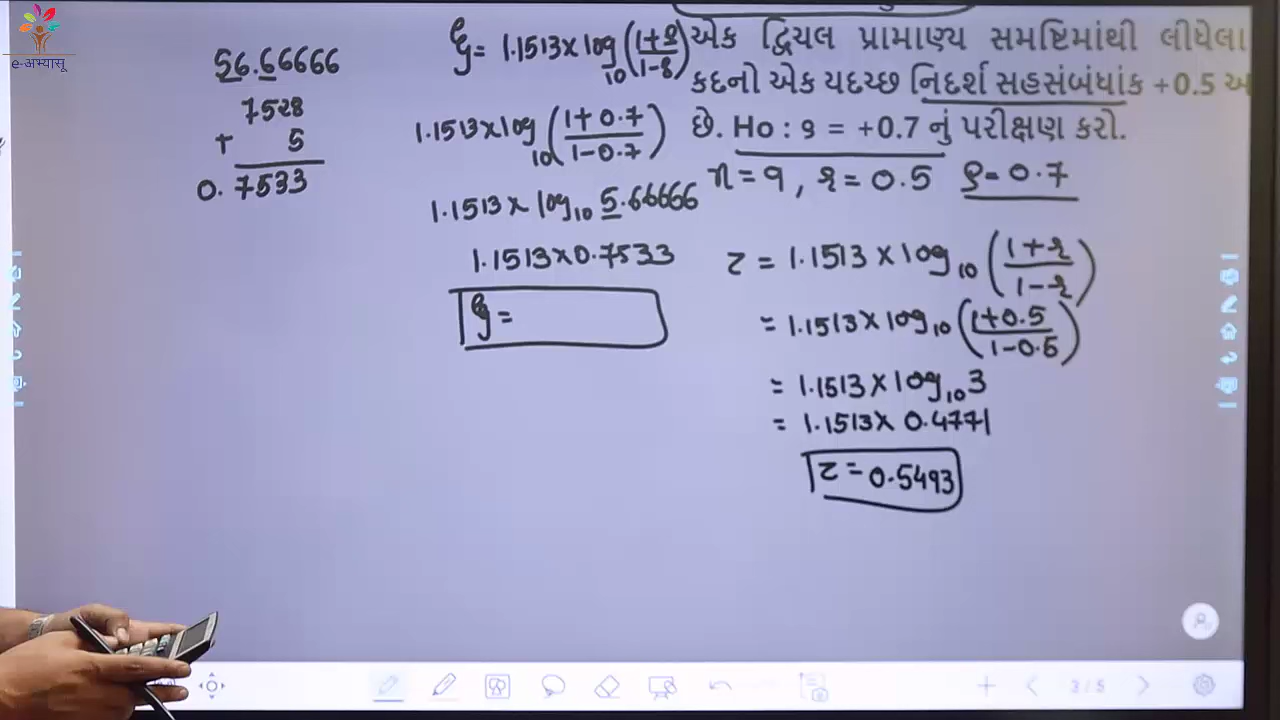 e-अभ्यासू
56.66666
7528
+ 5
0.7533
ξ = 1.1513 × log₁₀ (1+ρ / 1-ρ)
1.1513 × log₁₀ (1+0.7 / 1-0.7)
1.1513 × log₁₀ 5.66666
1.1513 × 0.7533
ξ =
એક દ્વિચલ પ્રામાણ્ય સમષ્ટિમાંથી લીધેલા
કદનો એક યદચ્છ નિદર્શ સહસંબંધાંક +0.5
છે. Ho : ૭ = +0.7 નું પરીક્ષણ કરો.
n = 9 , r = 0.5 ρ = 0.7
z = 1.1513 × log₁₀ (1+r / 1-r)
= 1.1513 × log₁₀ (1+0.5 / 1-0.5)
= 1.1513 × log₁₀ 3
= 1.1513 × 0.4771
z = 0.5493
3 / 5